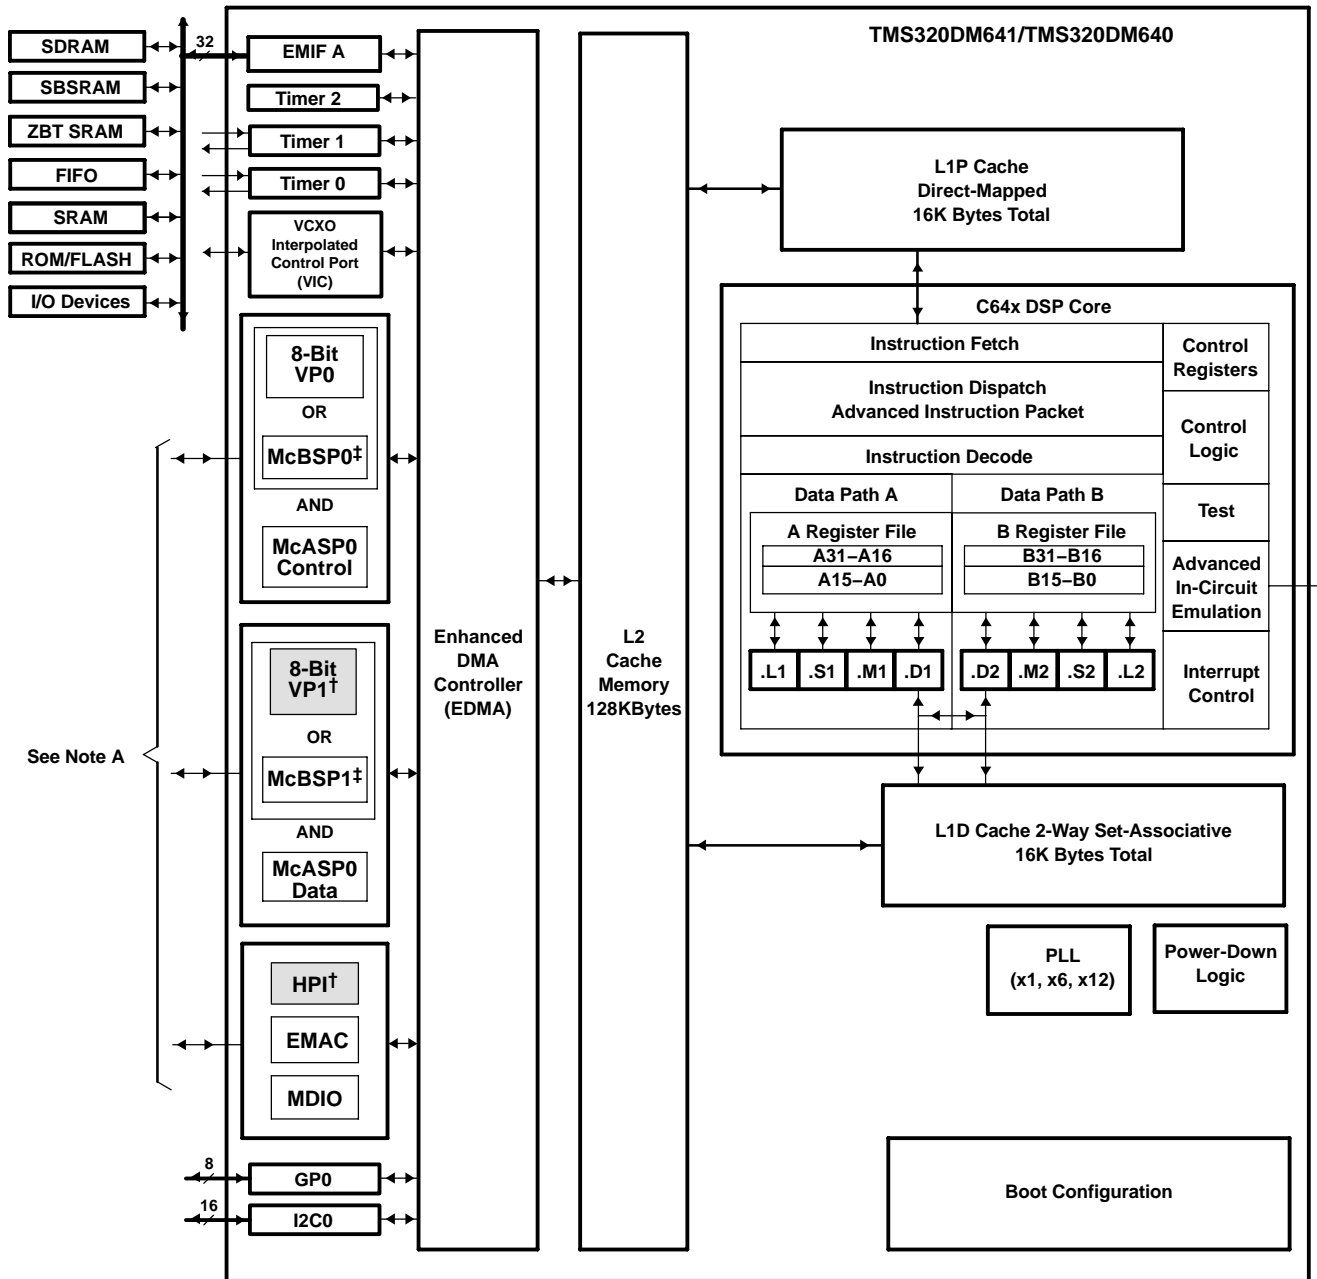 TMS320DM641/TMS320DM640
SDRAM
SBSRAM
ZBT SRAM
FIFO
SRAM
ROM/FLASH
I/O Devices
32
EMIF A
Timer 2
Timer 1
Timer 0
VCXO
Interpolated
Control Port
(VIC)
8-Bit
VP0
OR
McBSP0‡
AND
McASP0
Control
8-Bit
VP1†
OR
McBSP1‡
AND
McASP0
Data
See Note A
HPI†
EMAC
MDIO
8
GP0
16
I2C0
Enhanced
DMA
Controller
(EDMA)
L2
Cache
Memory
128KBytes
L1P Cache
Direct-Mapped
16K Bytes Total
C64x DSP Core
Instruction Fetch
Instruction Dispatch
Advanced Instruction Packet
Instruction Decode
Data Path A
Data Path B
A Register File
A31–A16
A15–A0
B Register File
B31–B16
B15–B0
.L1
.S1
.M1
.D1
.D2
.M2
.S2
.L2
Control
Registers
Control
Logic
Test
Advanced
In-Circuit
Emulation
Interrupt
Control
L1D Cache 2-Way Set-Associative
16K Bytes Total
PLL
(x1, x6, x12)
Power-Down
Logic
Boot Configuration